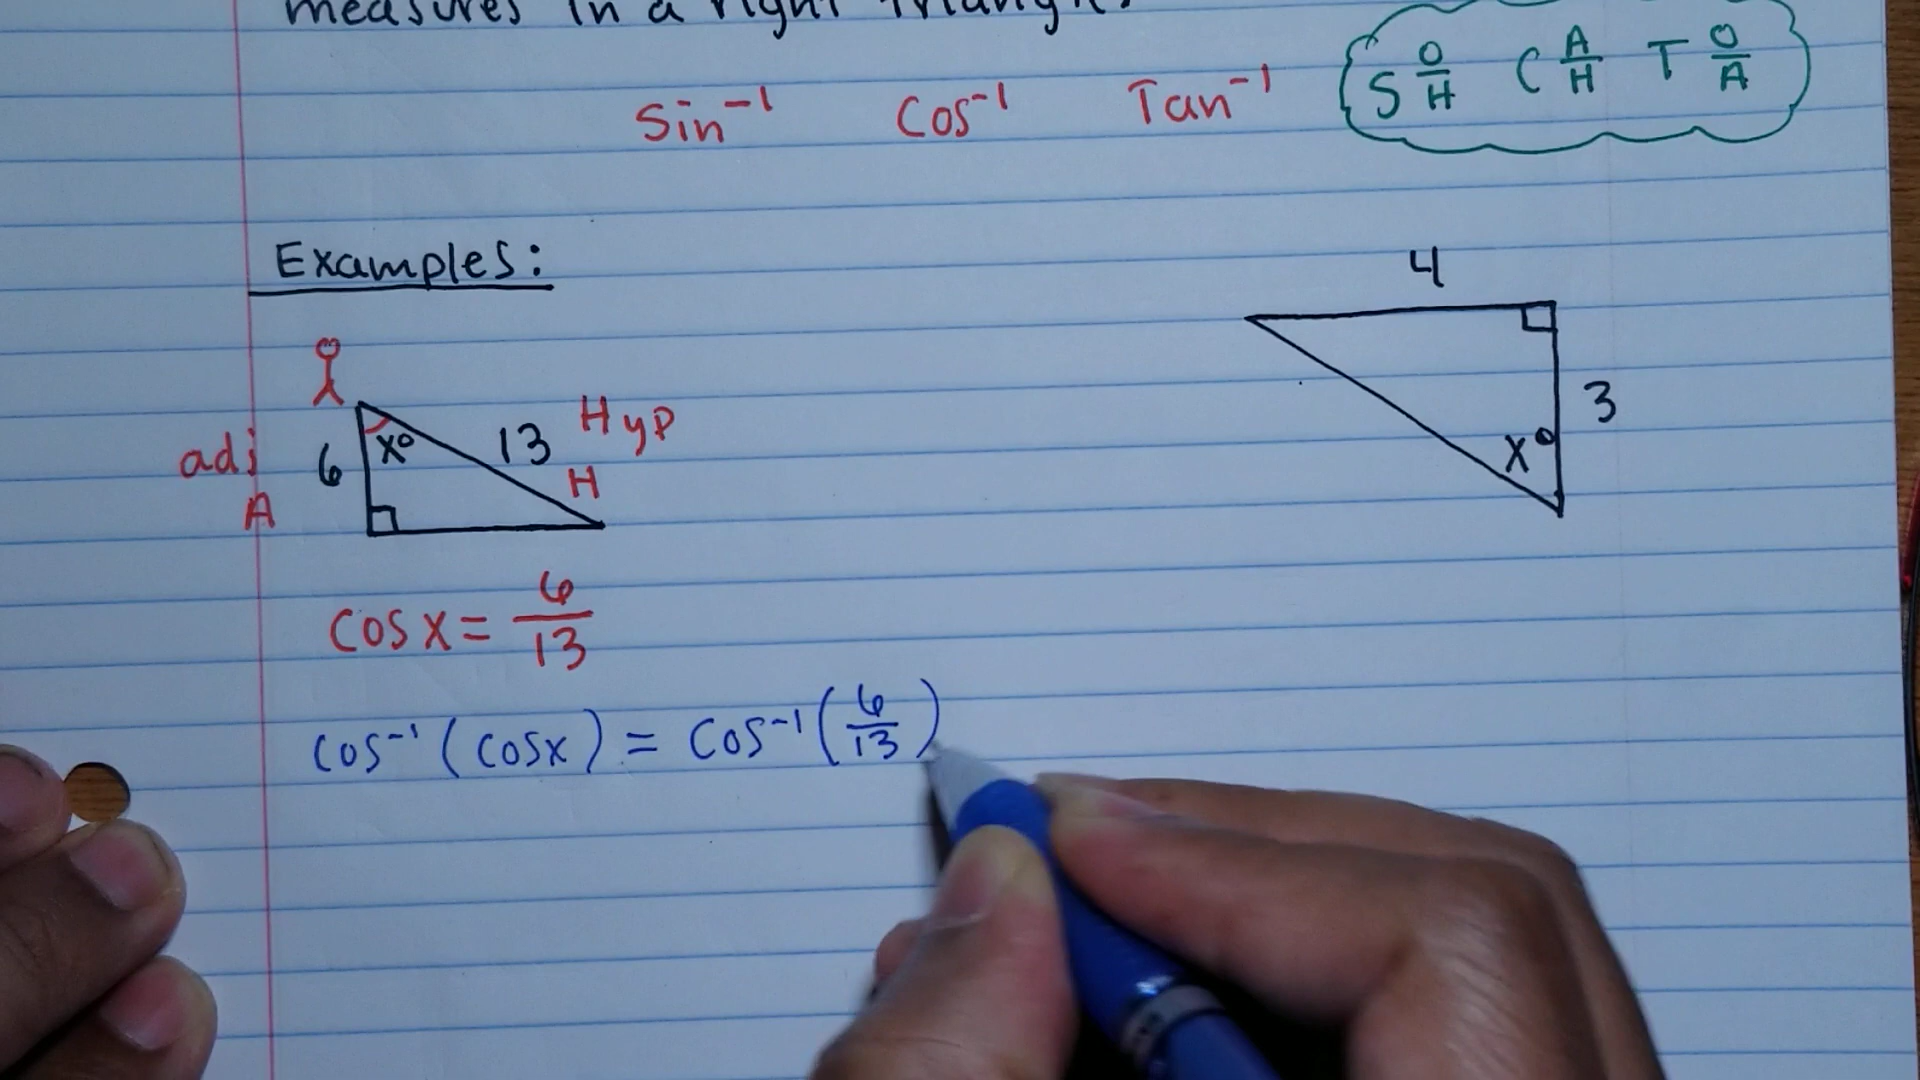 measures in a right triangle.
Sin⁻¹ Cos⁻¹ Tan⁻¹
S O/H C A/H T O/A
Examples:
adj
A
6
x°
13
Hyp
H
4
3
x°
cos x = 6/13
cos⁻¹ (cosx) = cos⁻¹ (6/13)